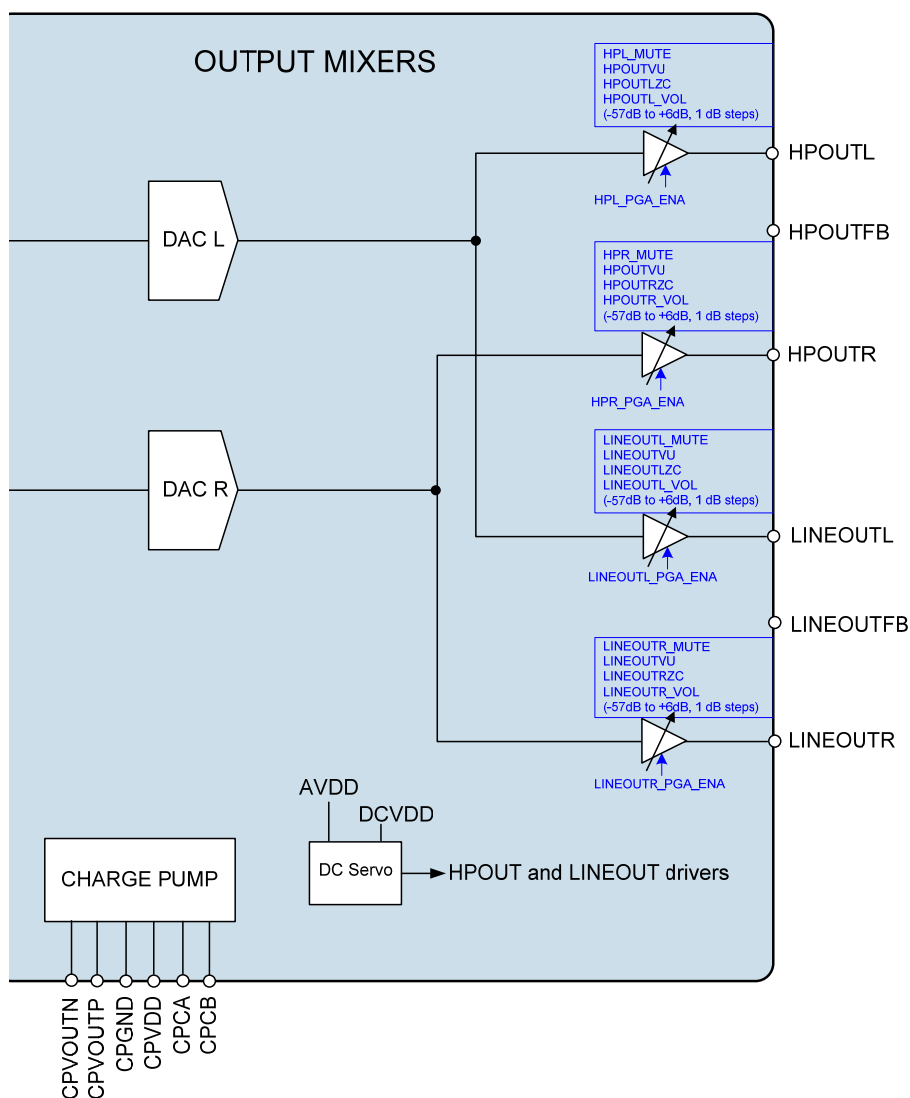 OUTPUT MIXERS
HPL_MUTE
HPOUTVU
HPOUTLZC
HPOUTL_VOL
(-57dB to +6dB, 1 dB steps)
HPOUTL
HPL_PGA_ENA
DAC L
HPOUTFB
HPR_MUTE
HPOUTVU
HPOUTRZC
HPOUTR_VOL
(-57dB to +6dB, 1 dB steps)
HPOUTR
HPR_PGA_ENA
LINEOUTL_MUTE
LINEOUTVU
LINEOUTLZC
LINEOUTL_VOL
(-57dB to +6dB, 1 dB steps)
DAC R
LINEOUTL
LINEOUTL_PGA_ENA
LINEOUTFB
LINEOUTR_MUTE
LINEOUTVU
LINEOUTRZC
LINEOUTR_VOL
(-57dB to +6dB, 1 dB steps)
LINEOUTR
LINEOUTR_PGA_ENA
AVDD
DCVDD
DC Servo
HPOUT and LINEOUT drivers
CHARGE PUMP
CPVOUTN
CPVOUTP
CPGND
CPVDD
CPCA
CPCB